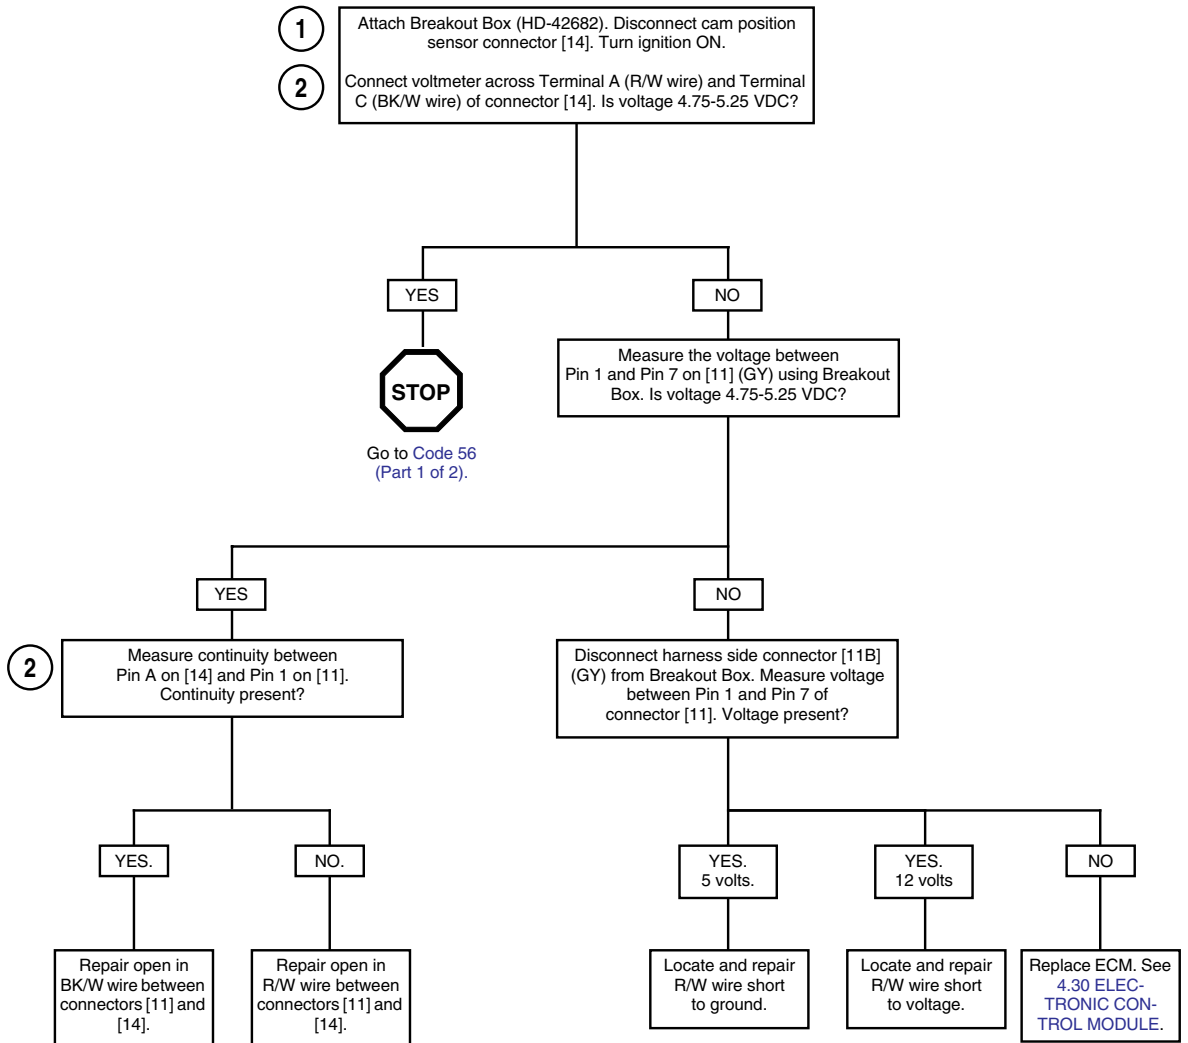 1
Attach Breakout Box (HD-42682). Disconnect cam position
sensor connector [14]. Turn ignition ON.
2
Connect voltmeter across Terminal A (R/W wire) and Terminal
C (BK/W wire) of connector [14]. Is voltage 4.75-5.25 VDC?
YES
NO
STOP
Go to Code 56
(Part 1 of 2).
Measure the voltage between
Pin 1 and Pin 7 on [11] (GY) using Breakout
Box. Is voltage 4.75-5.25 VDC?
YES
NO
2
Measure continuity between
Pin A on [14] and Pin 1 on [11].
Continuity present?
Disconnect harness side connector [11B]
(GY) from Breakout Box. Measure voltage
between Pin 1 and Pin 7 of
connector [11]. Voltage present?
YES.
NO.
YES.
5 volts.
YES.
12 volts
NO
Repair open in
BK/W wire between
connectors [11] and
[14].
Repair open in
R/W wire between
connectors [11] and
[14].
Locate and repair
R/W wire short
to ground.
Locate and repair
R/W wire short
to voltage.
Replace ECM. See
4.30 ELEC-
TRONIC CON-
TROL MODULE.